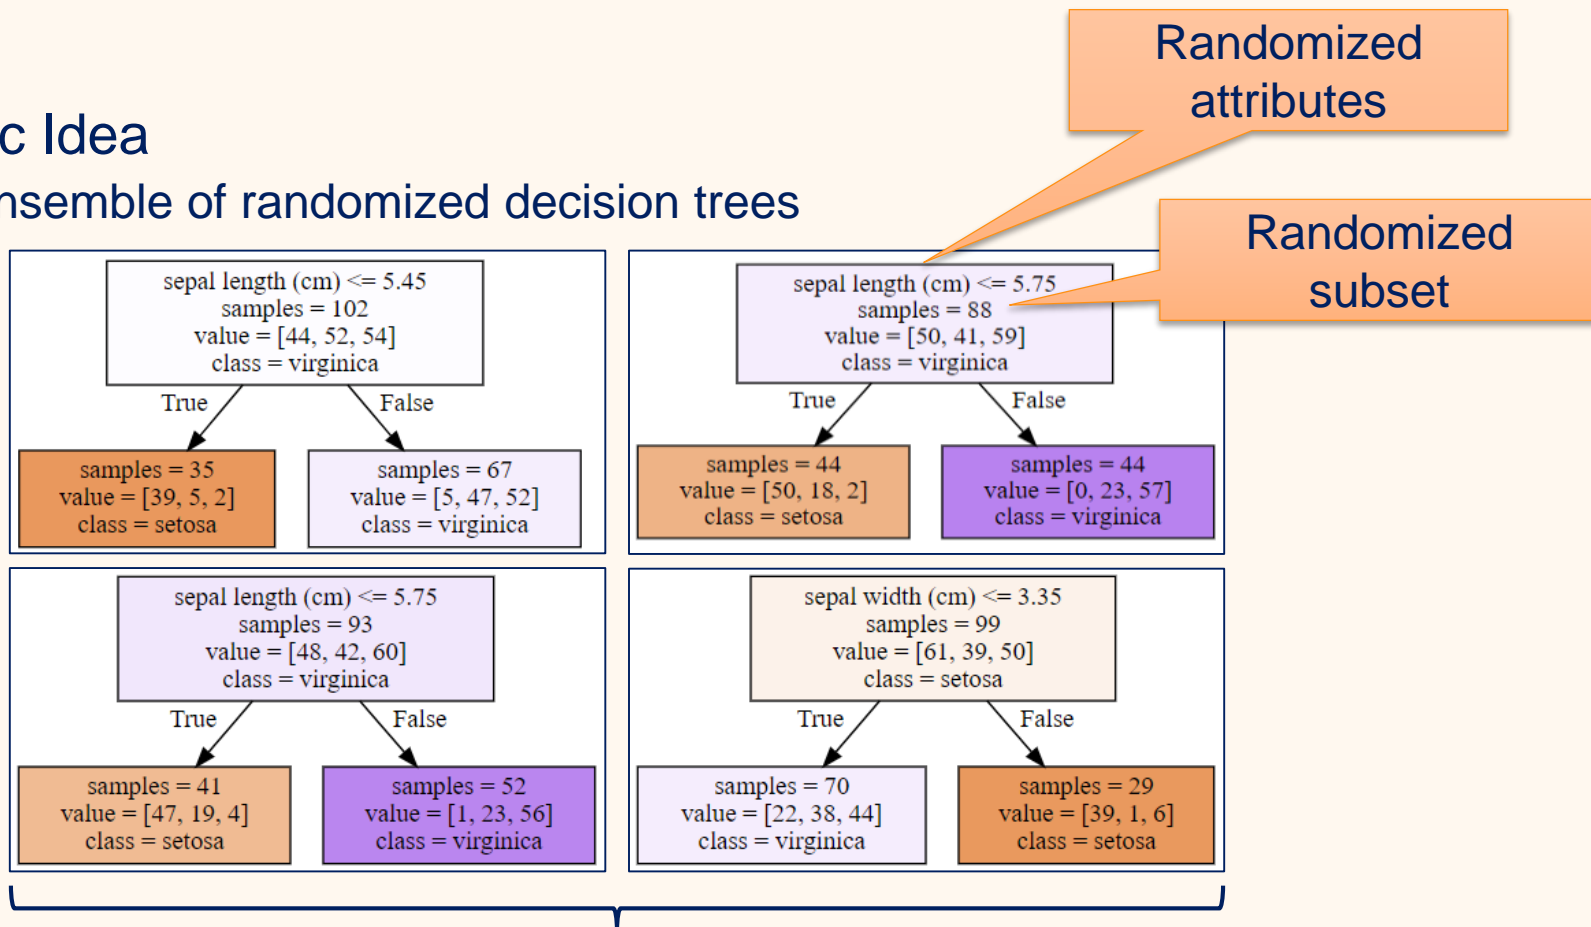 Randomized
attributes
c Idea
nsemble of randomized decision trees
Randomized
subset
sepal length (cm) <= 5.45
samples = 102
value = [44, 52, 54]
class = virginica
True
False
samples = 35
value = [39, 5, 2]
class = setosa
samples = 67
value = [5, 47, 52]
class = virginica
sepal length (cm) <= 5.75
samples = 88
value = [50, 41, 59]
class = virginica
True
False
samples = 44
value = [50, 18, 2]
class = setosa
samples = 44
value = [0, 23, 57]
class = virginica
sepal length (cm) <= 5.75
samples = 93
value = [48, 42, 60]
class = virginica
True
False
samples = 41
value = [47, 19, 4]
class = setosa
samples = 52
value = [1, 23, 56]
class = virginica
sepal width (cm) <= 3.35
samples = 99
value = [61, 39, 50]
class = setosa
True
False
samples = 70
value = [22, 38, 44]
class = virginica
samples = 29
value = [39, 1, 6]
class = setosa